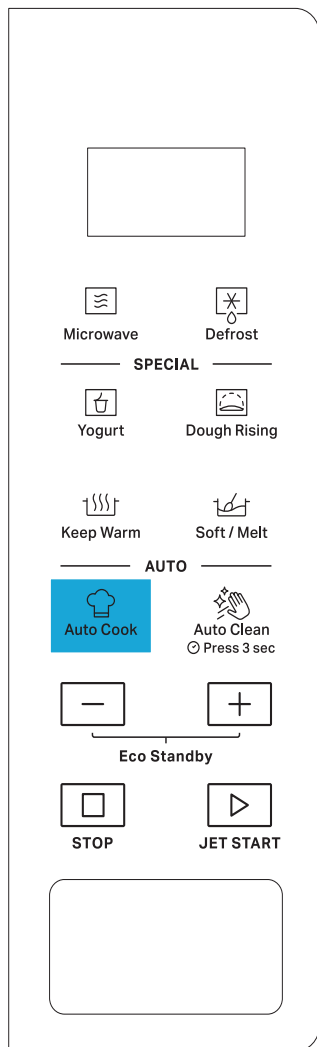 Microwave Defrost
SPECIAL
Yogurt Dough Rising
Keep Warm Soft / Melt
AUTO
Auto Cook Auto Clean
Press 3 sec
Eco Standby
STOP JET START